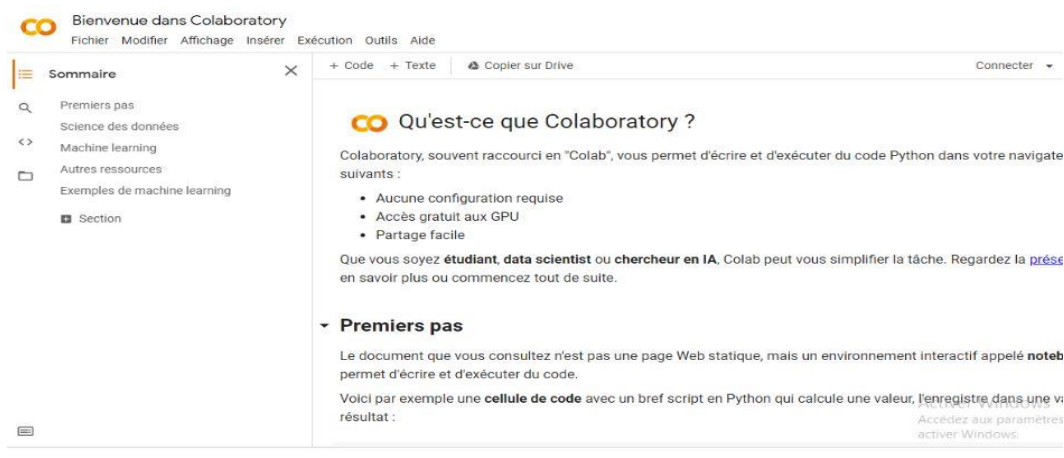 Bienvenue dans Colaboratory
Fichier Modifier Affichage Insérer Exécution Outils Aide
Sommaire
Premiers pas
Science des données
Machine learning
Autres ressources
Exemples de machine learning
Section
+ Code + Texte Copier sur Drive Connecter
Qu'est-ce que Colaboratory ?
Colaboratory, souvent raccourci en "Colab", vous permet d'écrire et d'exécuter du code Python dans votre navigate
suivants :
• Aucune configuration requise
• Accès gratuit aux GPU
• Partage facile
Que vous soyez étudiant, data scientist ou chercheur en IA, Colab peut vous simplifier la tâche. Regardez la prése
en savoir plus ou commencez tout de suite.
Premiers pas
Le document que vous consultez n'est pas une page Web statique, mais un environnement interactif appelé noteb
permet d'écrire et d'exécuter du code.
Voici par exemple une cellule de code avec un bref script en Python qui calcule une valeur, l'enregistre dans une va
résultat :
Activer Windows
Accédez aux paramètres
activer Windows.